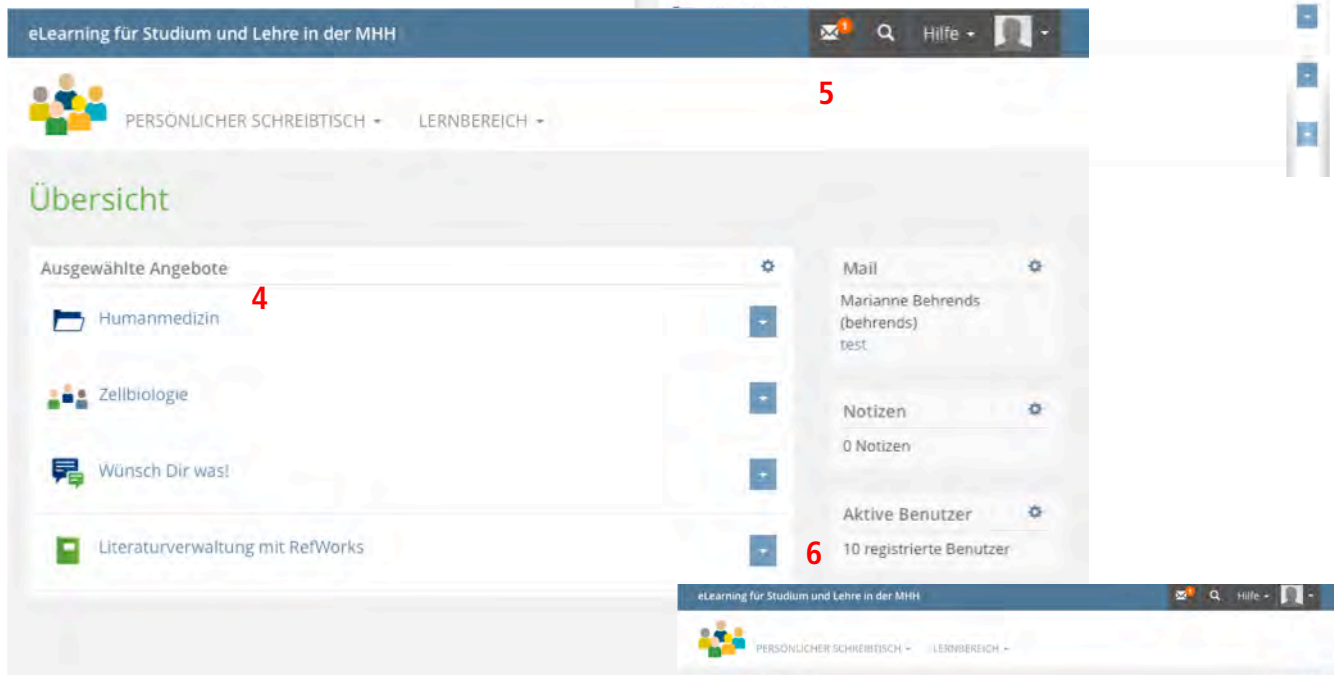 eLearning für Studium und Lehre in der MHH
1
Hilfe
5
PERSÖNLICHER SCHREIBTISCH
LERNBEREICH
Übersicht
Ausgewählte Angebote
4
Humanmedizin
Zellbiologie
Wünsch Dir was!
Literaturverwaltung mit RefWorks
Mail
Marianne Behrends
(behrends)
test
Notizen
0 Notizen
Aktive Benutzer
6
10 registrierte Benutzer
eLearning für Studium und Lehre in der MHH
Hilfe
PERSÖNLICHER SCHREIBTISCH
LERNBEREICH